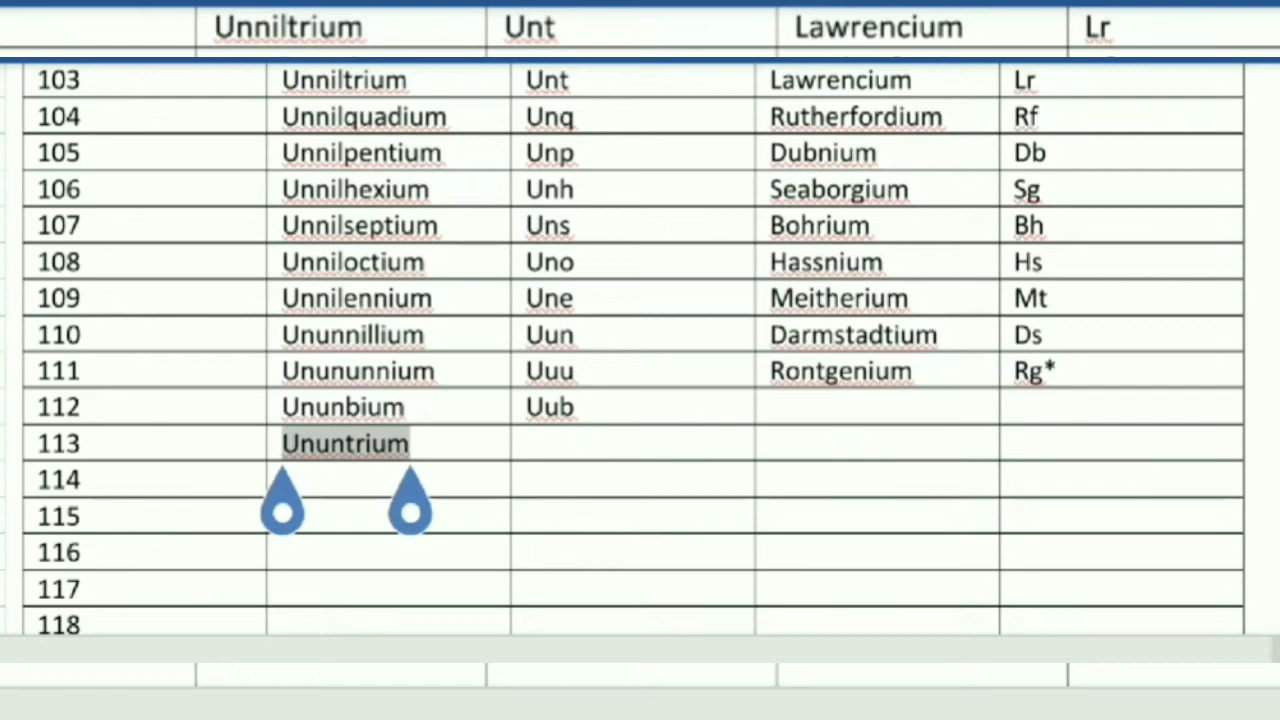 Unniltrium Unt Lawrencium Lr
103 Unniltrium Unt Lawrencium Lr
104 Unnilquadium Unq Rutherfordium Rf
105 Unnilpentium Unp Dubnium Db
106 Unnilhexium Unh Seaborgium Sg
107 Unnilseptium Uns Bohrium Bh
108 Unniloctium Uno Hassnium Hs
109 Unnilennium Une Meitherium Mt
110 Ununnillium Uun Darmstadtium Ds
111 Unununnium Uuu Rontgenium Rg*
112 Ununbium Uub
113 Ununtrium
114
115
116
117
118